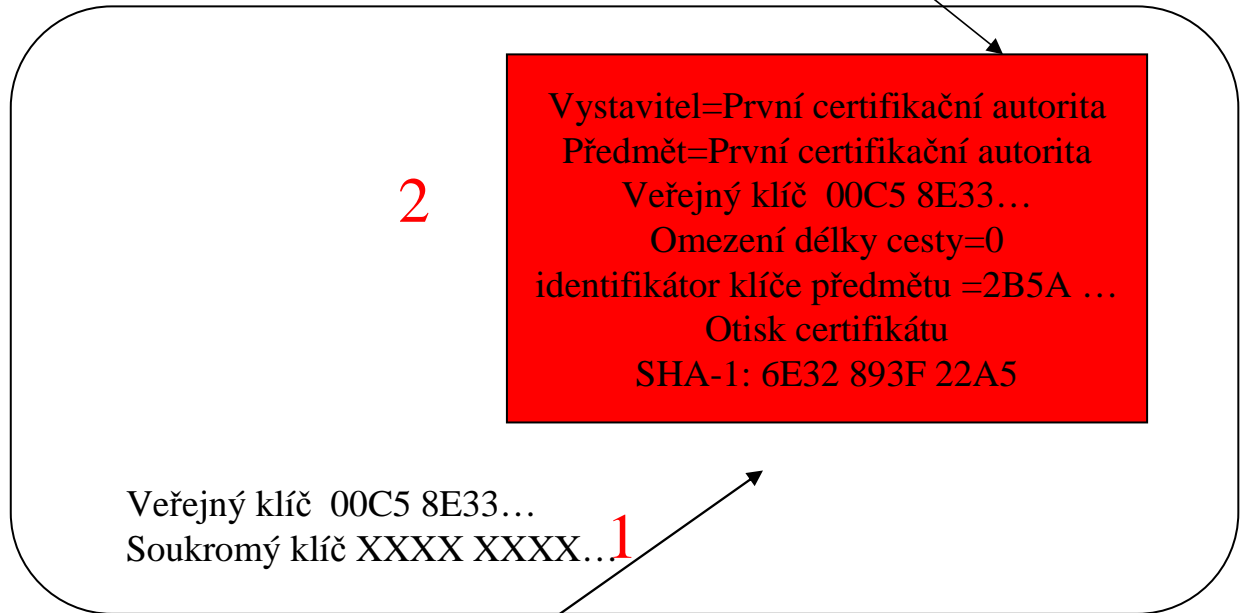 Vystavitel=První certifikační autorita
Předmět=První certifikační autorita
Veřejný klíč  00C5 8E33…
Omezení délky cesty=0
identifikátor klíče předmětu =2B5A …
Otisk certifikátu
SHA-1: 6E32 893F 22A5
2
Veřejný klíč  00C5 8E33…
Soukromý klíč XXXX XXXX…
1